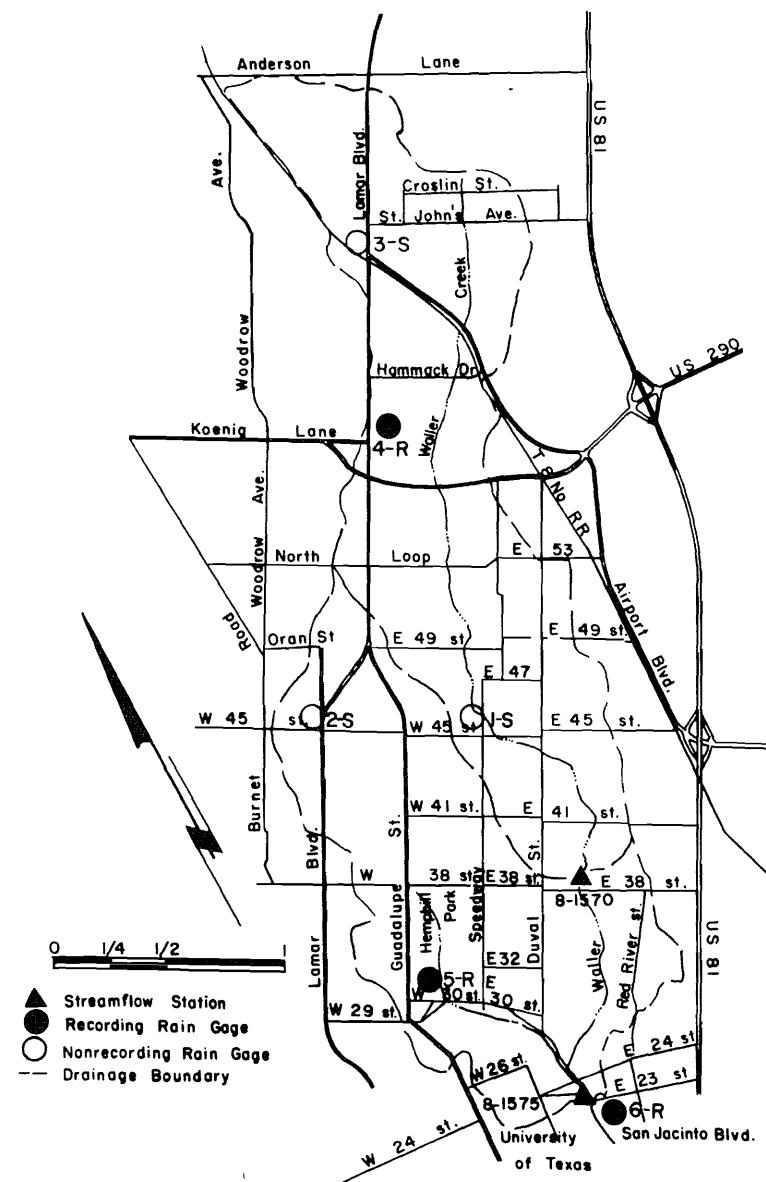 Anderson Lane
US 81
Ave.
Lamar Blvd.
Croslin St.
St. John's Ave.
3-S
Creek
Woodrow
US 290
Hammack Dr.
Koenig Lane
4-R
Waller
T & No RR
Ave.
Woodrow
North Loop
E 53
Airport Blvd.
Road
Oran St
E 49 st
E 49 st.
E 47
2-S
1-S
W 45 st.
W 45 st.
E 45 st.
Burnet
Blvd.
St.
W 41 st.
E 41 st.
St.
W 38 st.
E 38 st.
E 38 st.
8-1570
Guadalupe
Hemphill
Park
Speedway
Duval
Waller
Red River st.
US 81
0 1/4 1/2 1
Lamar
E 32
5-R
E
W 30 st.
30 st.
W 29 st.
Streamflow Station
Recording Rain Gage
Nonrecording Rain Gage
Drainage Boundary
E 24 st
W 26 st.
E 23 st
8-1575
6-R
W 24 st.
University
of Texas
San Jacinto Blvd.